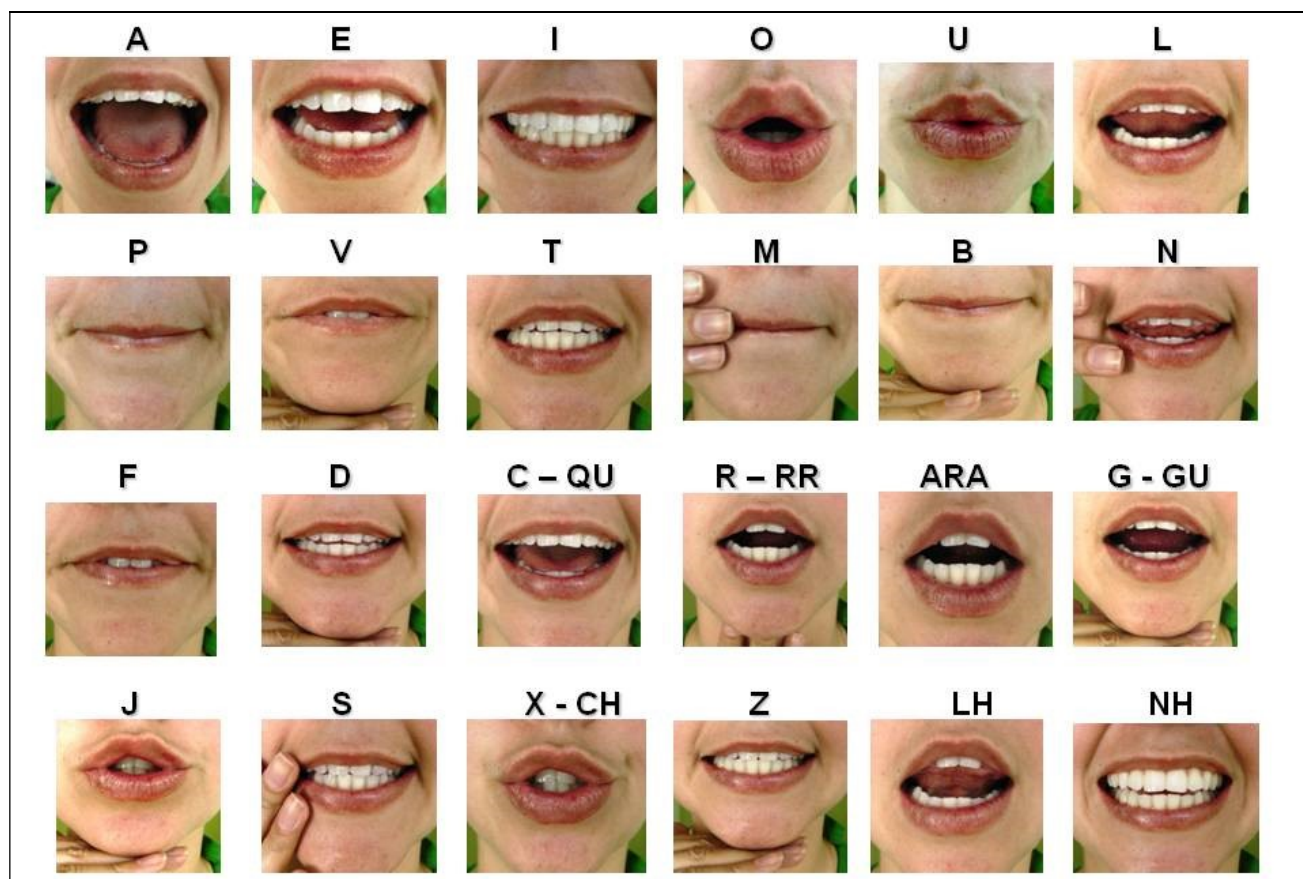 A E I O U L
P V T M B N
F D C – QU R – RR ARA G - GU
J S X - CH Z LH NH